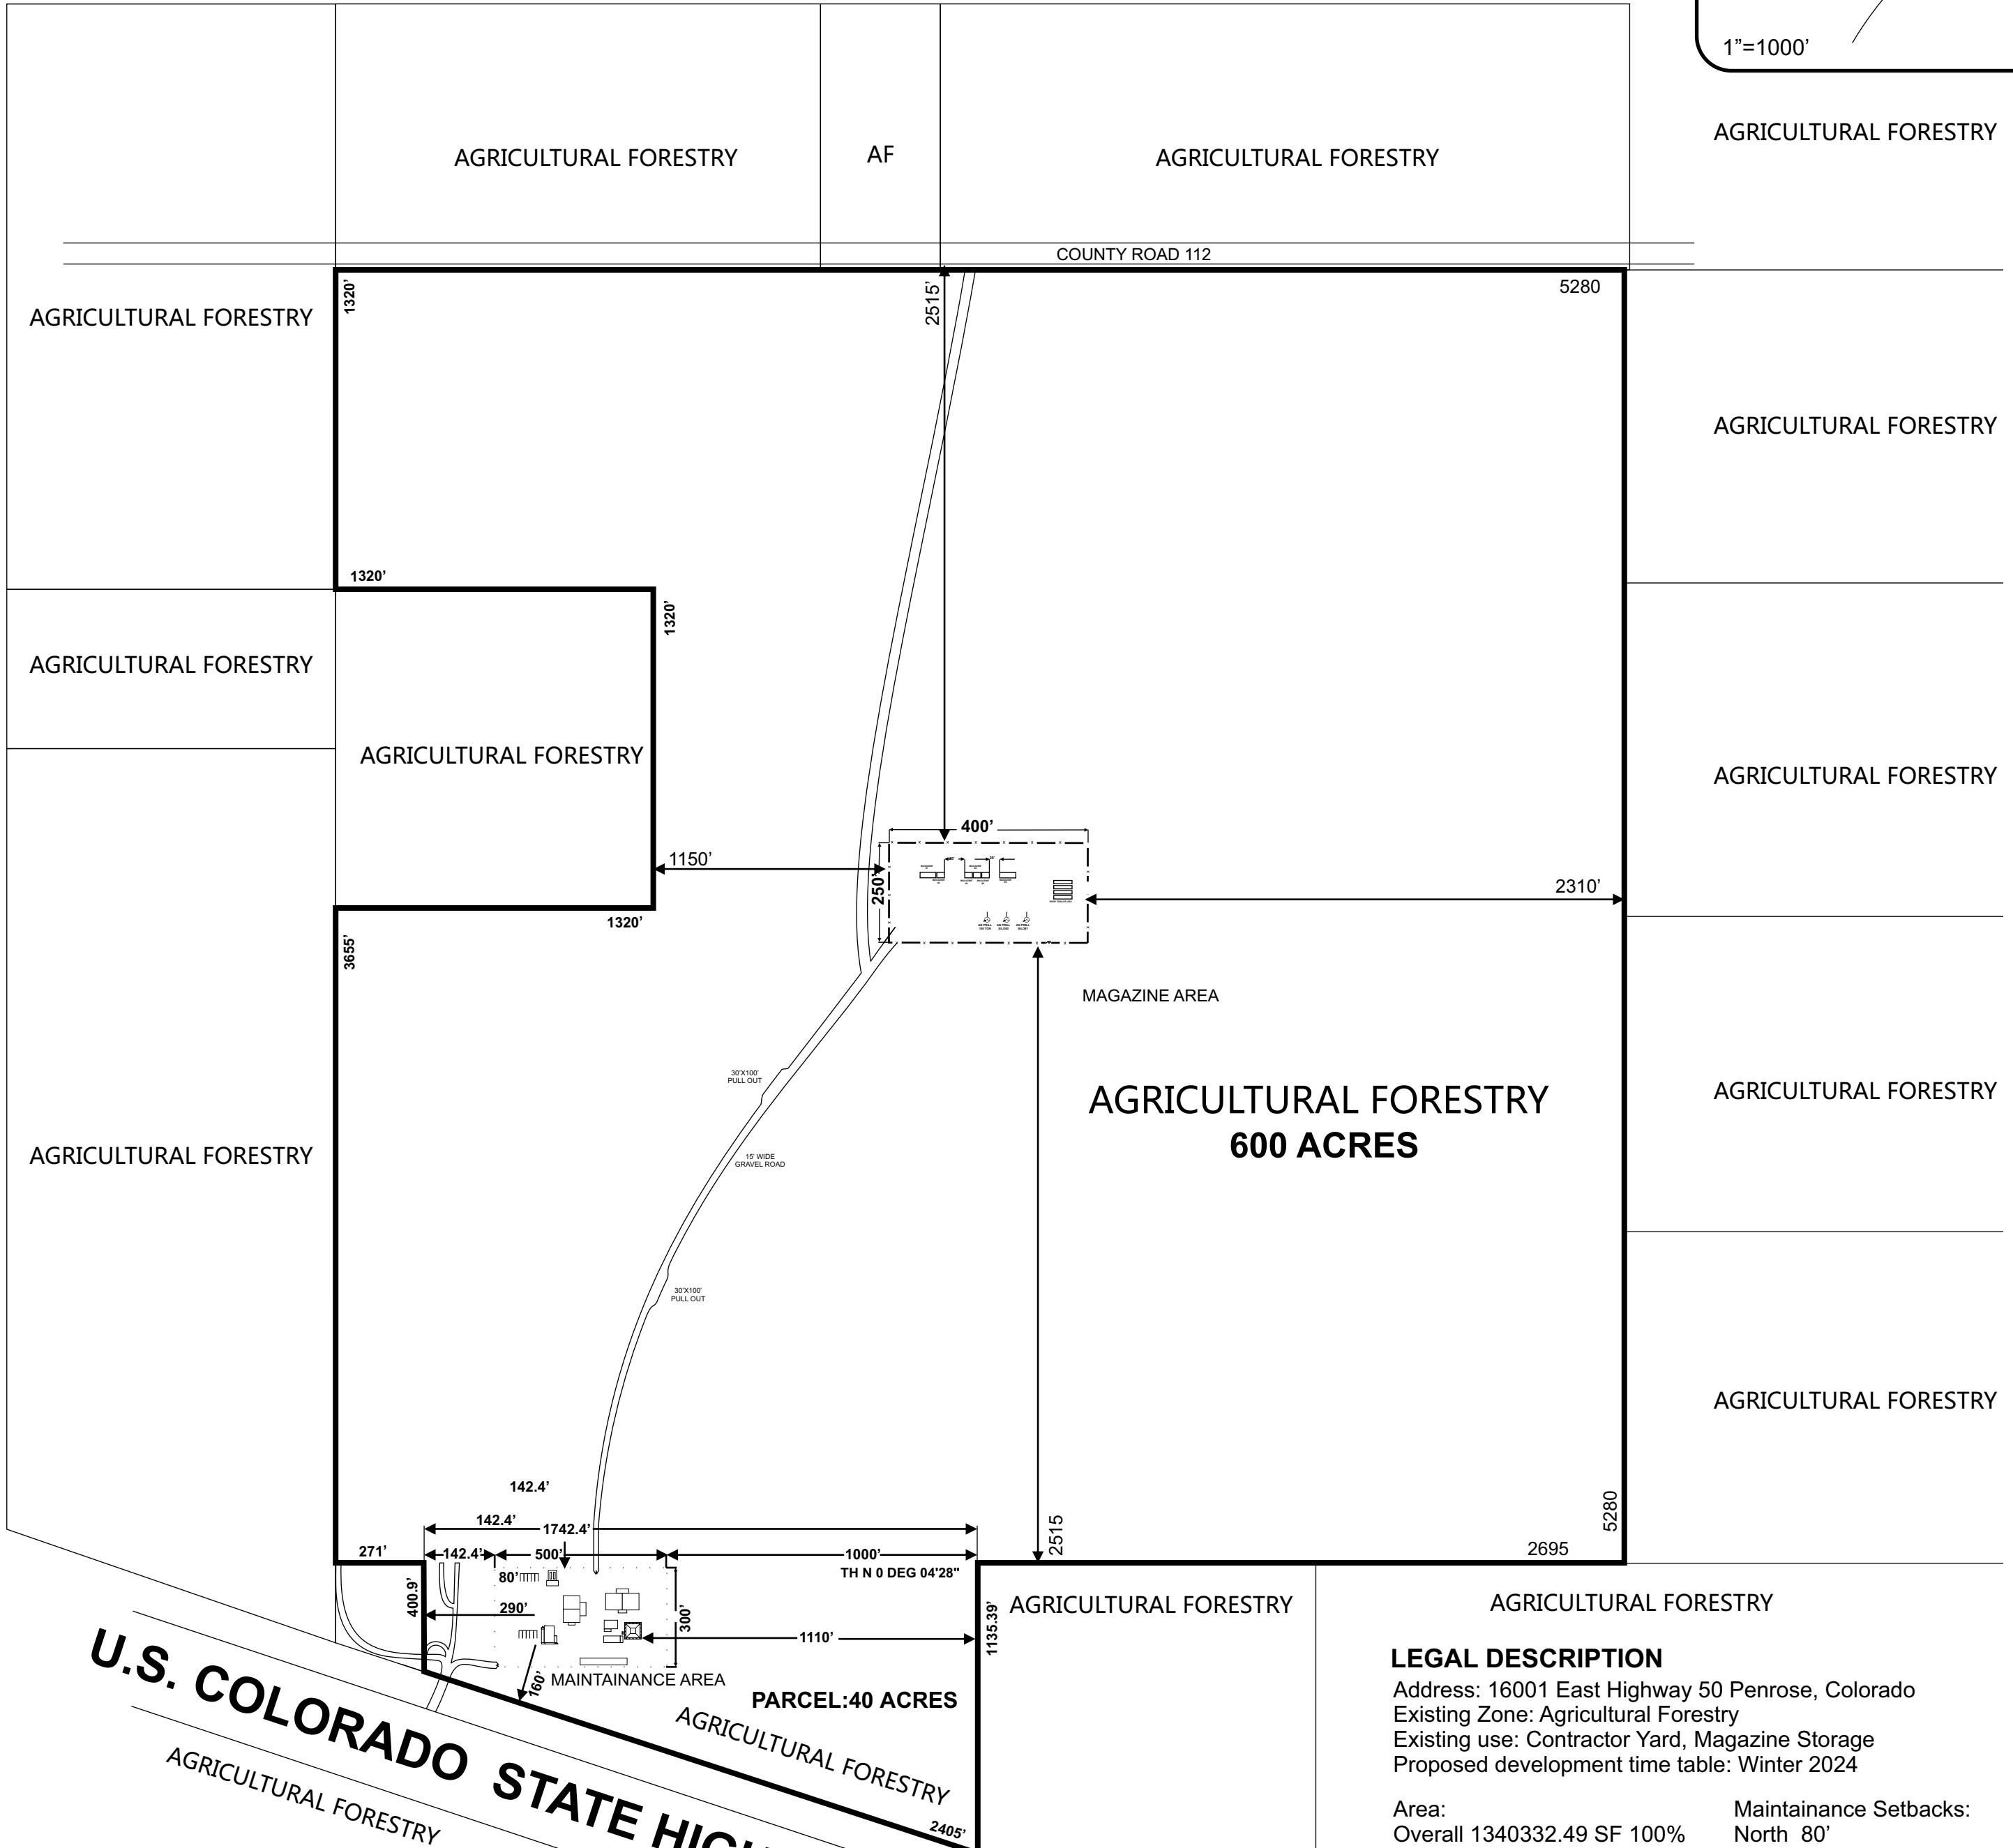 1”=1000’
AGRICULTURAL FORESTRY
AF
AGRICULTURAL FORESTRY
AGRICULTURAL FORESTRY
COUNTY ROAD 112
1320’
2515’
5280
AGRICULTURAL FORESTRY
AGRICULTURAL FORESTRY
1320’
1320’
AGRICULTURAL FORESTRY
AGRICULTURAL FORESTRY
AGRICULTURAL FORESTRY
400’
1150’
250’
2310’
1320’
3655’
MAGAZINE AREA
30’X100’
PULL OUT
AGRICULTURAL FORESTRY
600 ACRES
AGRICULTURAL FORESTRY
15’ WIDE
GRAVEL ROAD
AGRICULTURAL FORESTRY
30’X100’
PULL OUT
AGRICULTURAL FORESTRY
142.4’
142.4’
1742.4’
2515
5280
271’
142.4’
500’
1000’
2695
TH N 0 DEG 04’28"
80’
400.9’
290’
300’
1110’
1135.39’
AGRICULTURAL FORESTRY
AGRICULTURAL FORESTRY
160’
MAINTAINANCE AREA
PARCEL:40 ACRES
AGRICULTURAL FORESTRY
2405’
U.S. COLORADO STATE
AGRICULTURAL FORESTRY
LEGAL DESCRIPTION
Address: 16001 East Highway 50 Penrose, Colorado
Existing Zone: Agricultural Forestry
Existing use: Contractor Yard, Magazine Storage
Proposed development time table: Winter 2024
Area:
Overall 1340332.49 SF 100%
Maintainance Setbacks:
North 80’